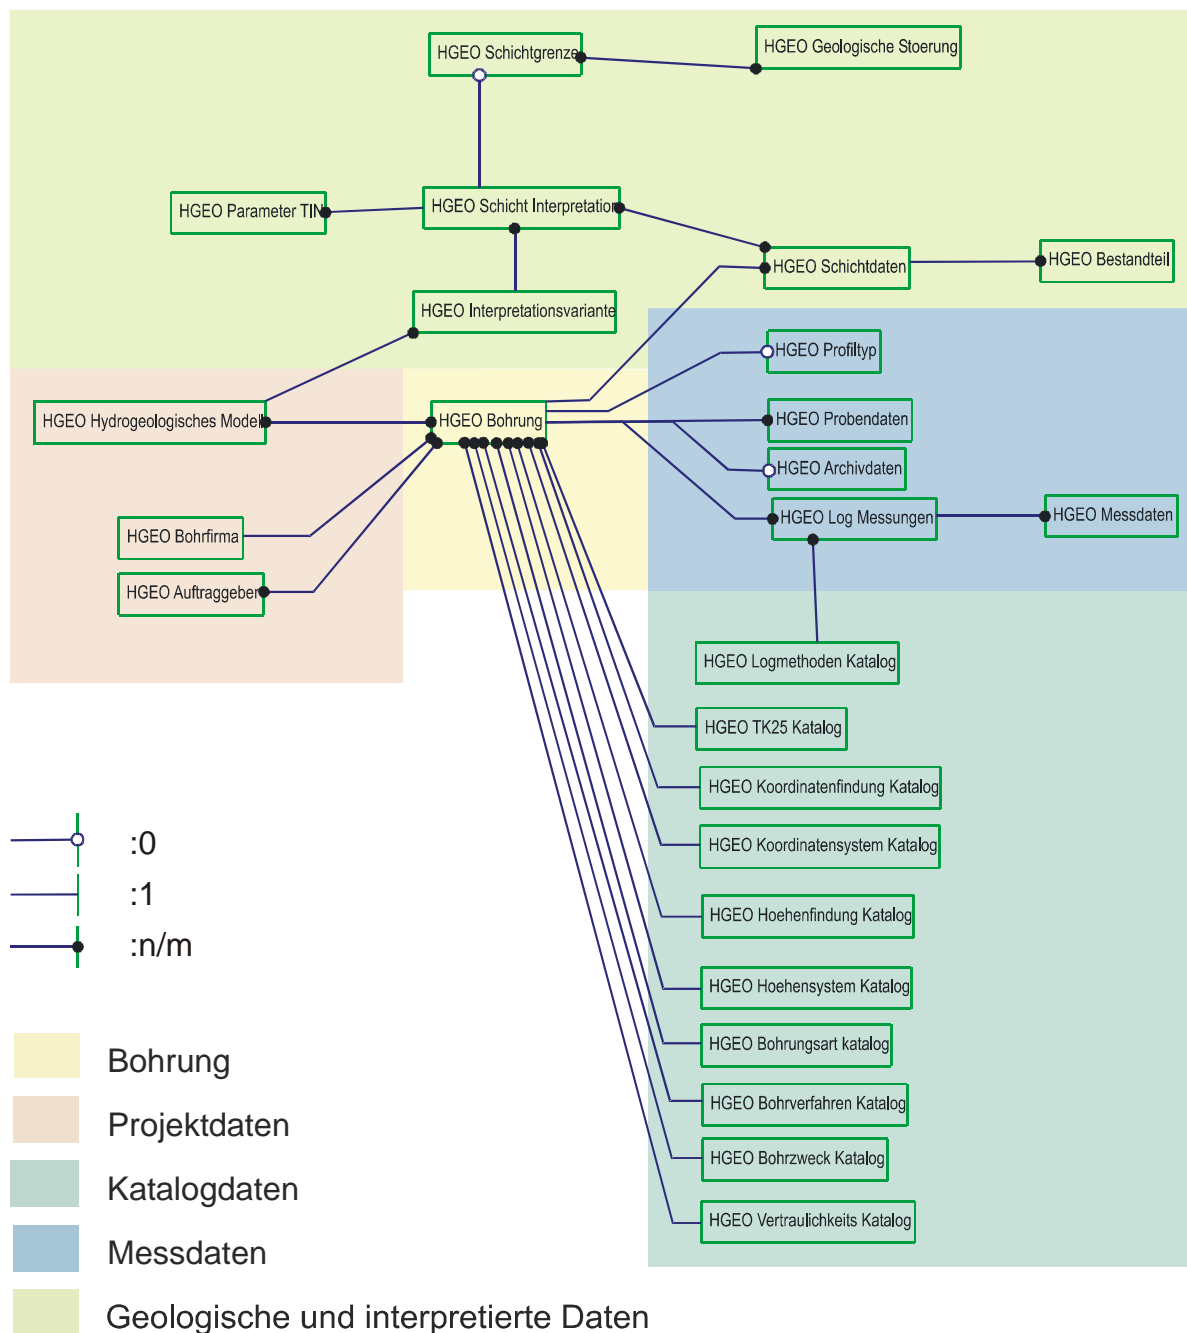 HGEO Schichtgrenze
HGEO Geologische Stoerung
HGEO Parameter TIN
HGEO Schicht Interpretation
HGEO Schichtdaten
HGEO Bestandteil
HGEO Interpretationsvariante
HGEO Profiltyp
HGEO Hydrogeologisches Modell
HGEO Bohrung
HGEO Probendaten
HGEO Archivdaten
HGEO Log Messungen
HGEO Messdaten
HGEO Bohrfirma
HGEO Auftraggeber
HGEO Logmethoden Katalog
HGEO TK25 Katalog
HGEO Koordinatenfindung Katalog
HGEO Koordinatensystem Katalog
HGEO Hoehenfindung Katalog
HGEO Hoehensystem Katalog
HGEO Bohrungsart katalog
HGEO Bohrverfahren Katalog
HGEO Bohrzweck Katalog
HGEO Vertraulichkeits Katalog
:0
:1
:n/m
Bohrung
Projektdaten
Katalogdaten
Messdaten
Geologische und interpretierte Daten